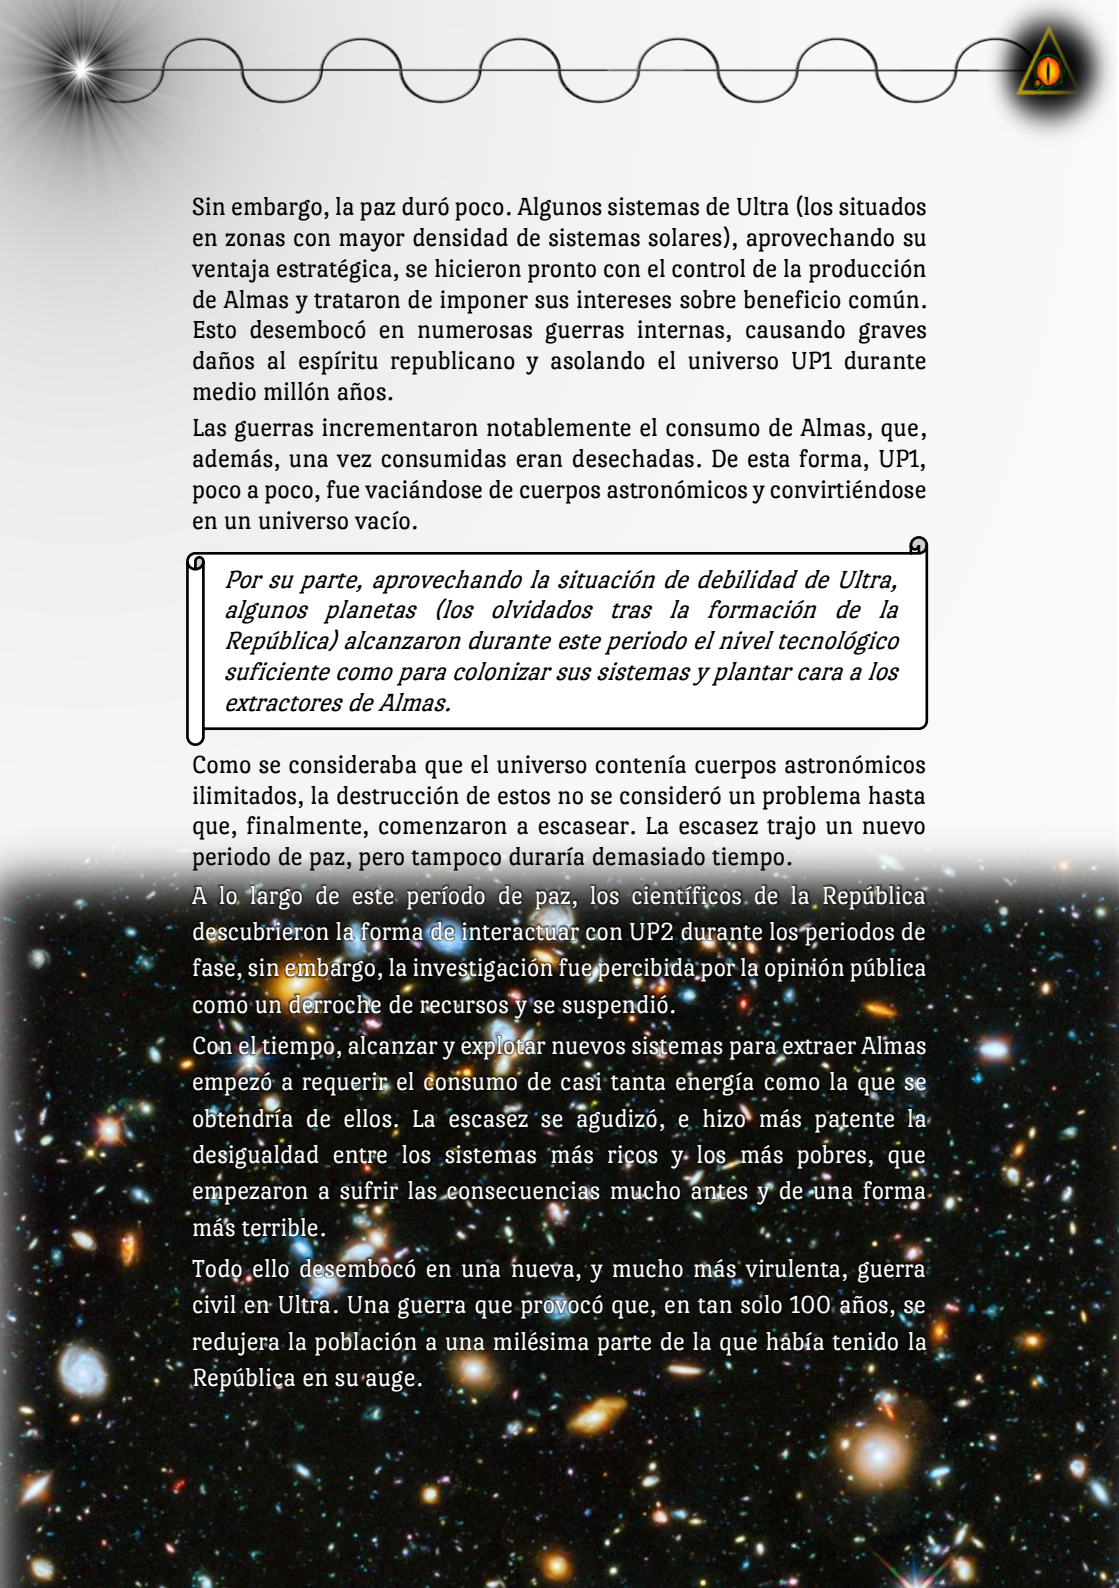 Sin embargo, la paz duró poco. Algunos sistemas de Ultra (los situados
en zonas con mayor densidad de sistemas solares), aprovechando su
ventaja estratégica, se hicieron pronto con el control de la producción
de Almas y trataron de imponer sus intereses sobre beneficio común.
Esto desembocó en numerosas guerras internas, causando graves
daños al espíritu republicano y asolando el universo UP1 durante
medio millón años.
Las guerras incrementaron notablemente el consumo de Almas, que,
además, una vez consumidas eran desechadas. De esta forma, UP1,
poco a poco, fue vaciándose de cuerpos astronómicos y convirtiéndose
en un universo vacío.
Por su parte, aprovechando la situación de debilidad de Ultra,
algunos planetas (los olvidados tras la formación de la
República) alcanzaron durante este periodo el nivel tecnológico
suficiente como para colonizar sus sistemas y plantar cara a los
extractores de Almas.
Como se consideraba que el universo contenía cuerpos astronómicos
ilimitados, la destrucción de estos no se consideró un problema hasta
que, finalmente, comenzaron a escasear. La escasez trajo un nuevo
periodo de paz, pero tampoco duraría demasiado tiempo.
A lo largo de este período de paz, los científicos de la República
descubrieron la forma de interactuar con UP2 durante los periodos de
fase, sin embargo, la investigación fue percibida por la opinión pública
como un derroche de recursos y se suspendió.
Con el tiempo, alcanzar y explotar nuevos sistemas para extraer Almas
empezó a requerir el consumo de casi tanta energía como la que se
obtendría de ellos. La escasez se agudizó, e hizo más patente la
desigualdad entre los sistemas más ricos y los más pobres, que
empezaron a sufrir las consecuencias mucho antes y de una forma
más terrible.
Todo ello desembocó en una nueva, y mucho más virulenta, guerra
civil en Ultra. Una guerra que provocó que, en tan solo 100 años, se
redujera la población a una milésima parte de la que había tenido la
República en su auge.